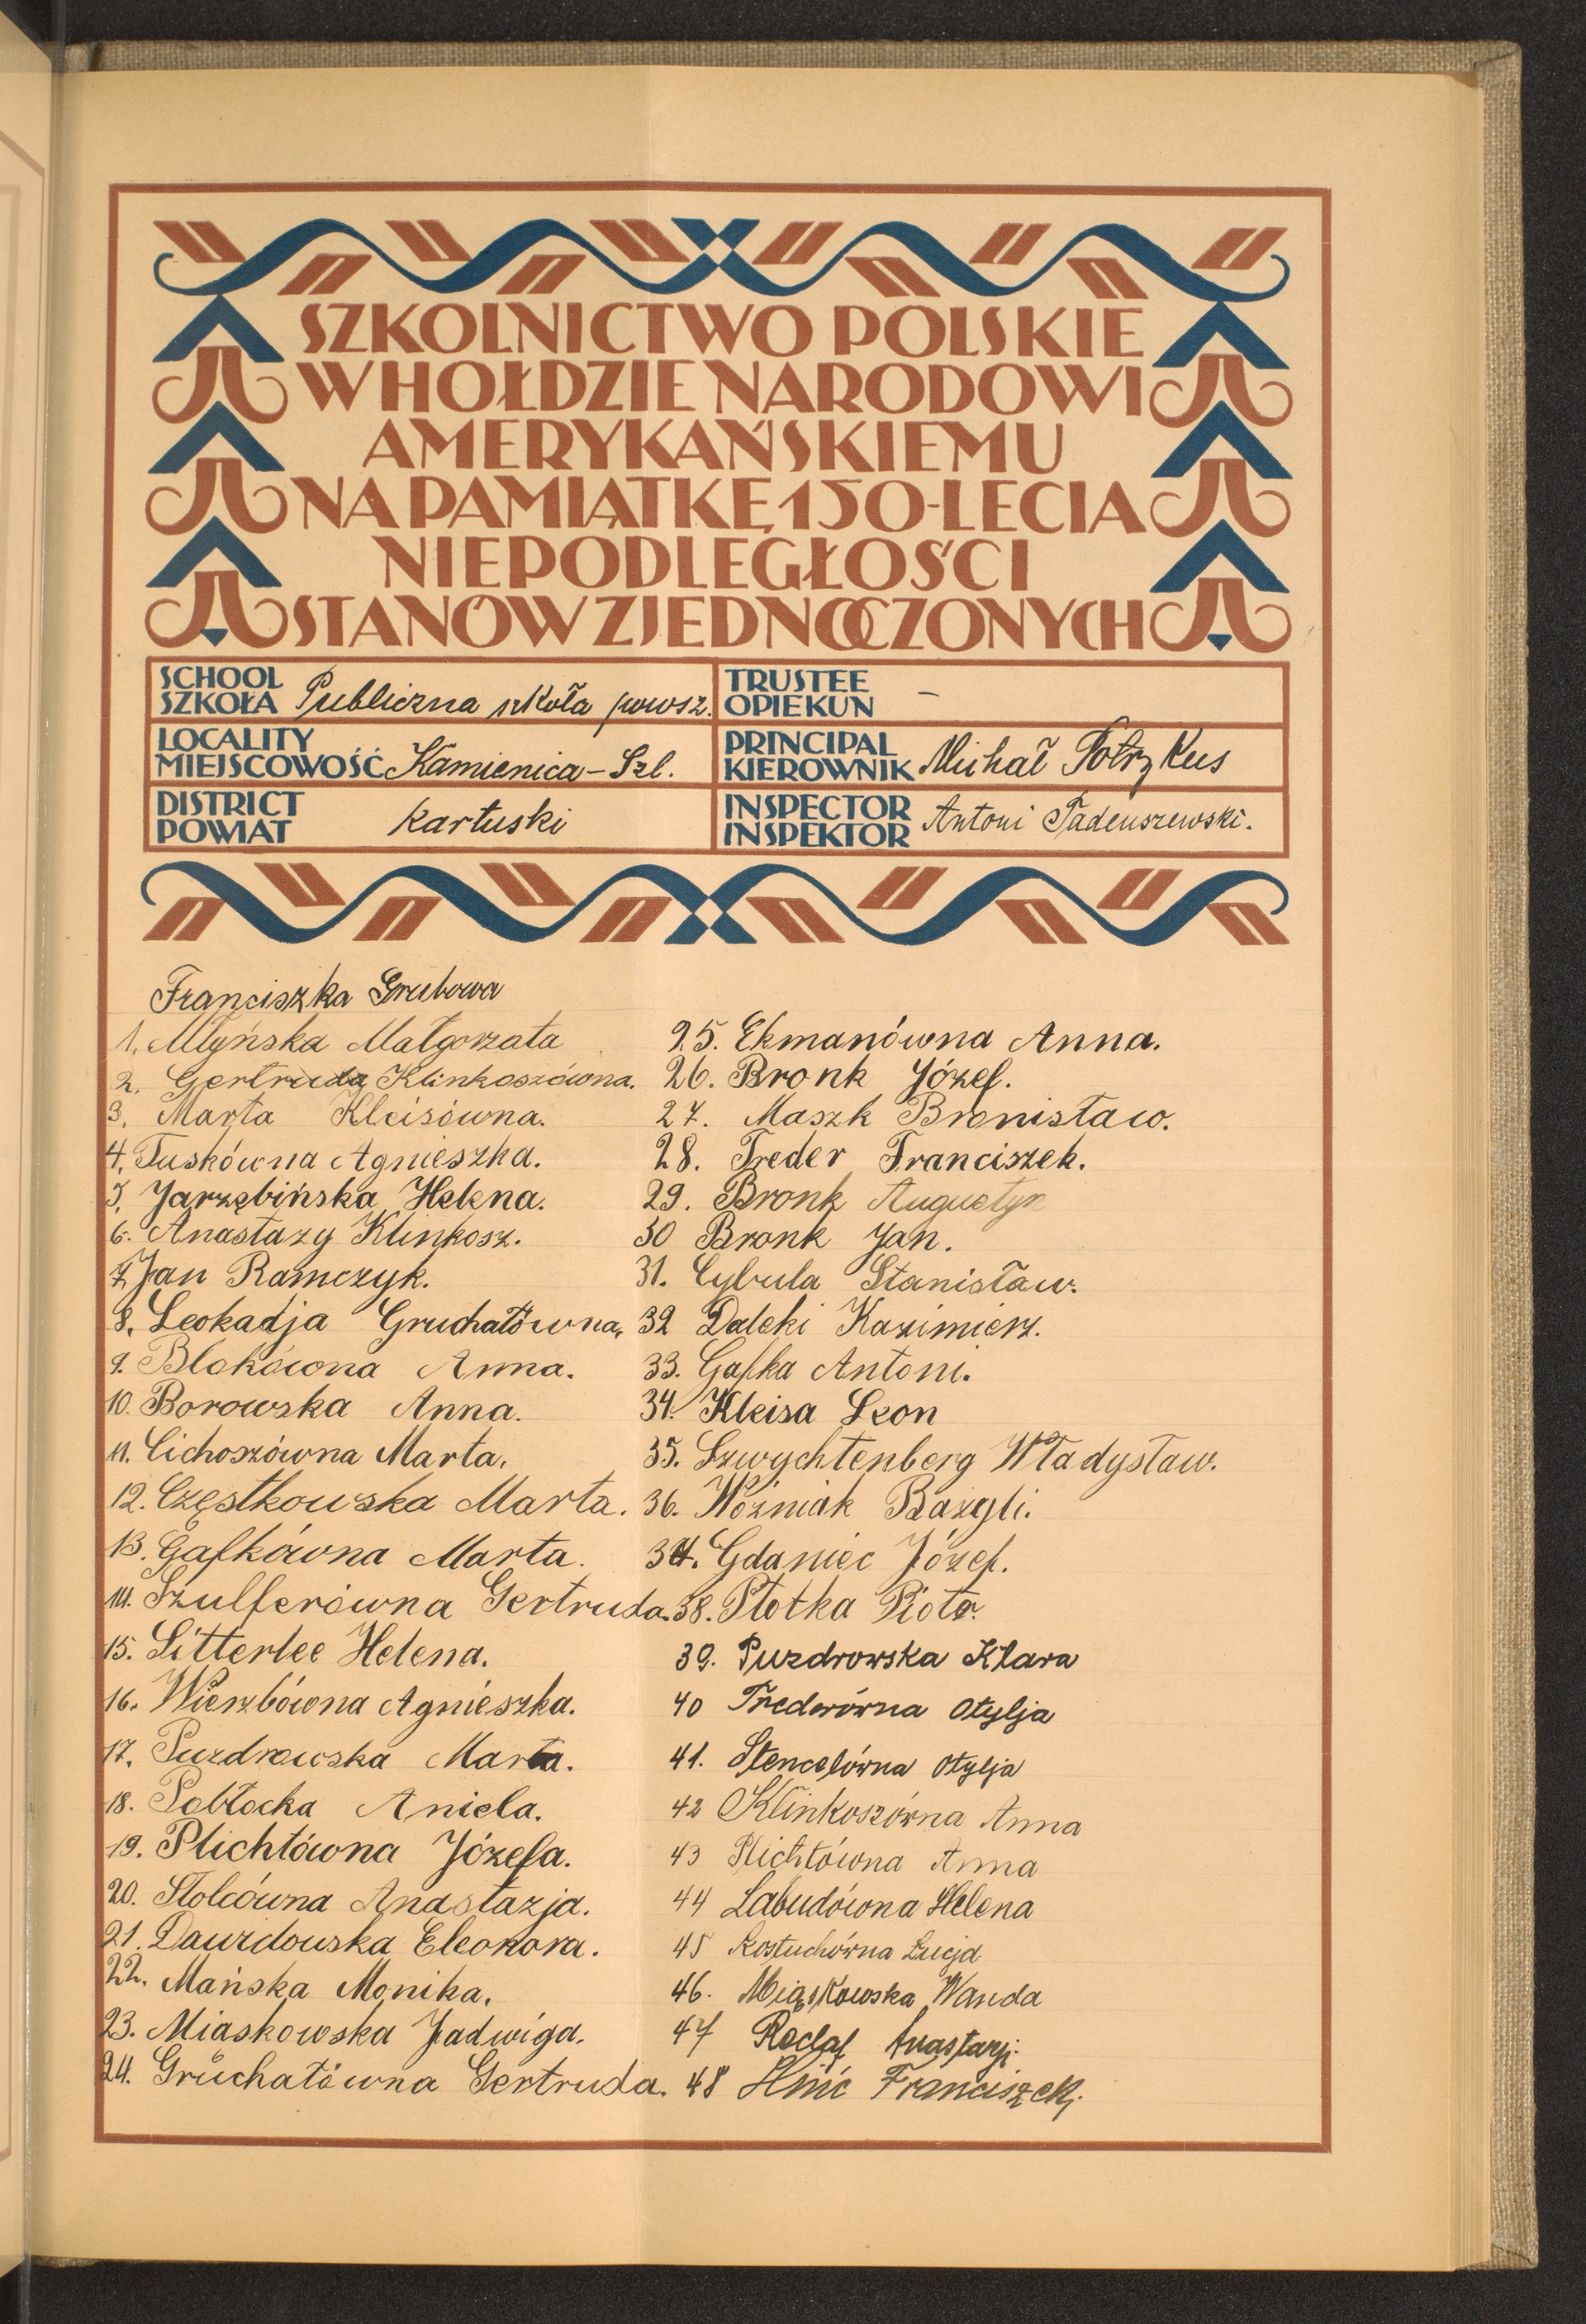 SZKOLNICTWO POLSKIE
W HOŁDZIE NARODOWI
AMERYKAŃSKIEMU
NA PAMIĄTKĘ 150-LECIA
NIEPODLEGŁOŚCI
STANÓW ZJEDNOCZONYCH
SCHOOL
SZKOŁA Publiczna szkoła powsz.
TRUSTEE
OPIEKUN –
LOCALITY
MIEJSCOWOŚĆ Kamienica-Szl.
PRINCIPAL
KIEROWNIK Michał Potrzkus
DISTRICT
POWIAT kartuski
INSPECTOR
INSPEKTOR Antoni Tadeuszewski.
Franciszka Grubowa
1. Młyńska Małgorzata
2. Gertruda Klinkoszówna.
3. Marta Kleisówna.
4. Tuskówna Agnieszka.
5. Jarzębińska Helena.
6. Anastazy Klinkosz.
7. Jan Ramczyk.
8. Leokadja Gruchałówna,
9. Blokówna Anna.
10. Borowska Anna.
11. Cichoszówna Marta.
12. Częstkowska Marta.
13. Gafkówna Marta.
14. Szulferówna Gertruda.
15. Litterlee Helena.
16. Wierzbówna Agnieszka.
17. Puzdrowska Marta.
18. Pobłocka Aniela.
19. Plichtówna Józefa.
20. Stolcówna Anastazja.
21. Dawidowska Eleonora.
22. Mańska Monika.
23. Miaskowska Jadwiga.
24. Gruchałówna Gertruda.
25. Ekmanówna Anna.
26. Bronk Józef.
27. Maszk Bronisław.
28. Treder Franciszek.
29. Bronk Augustyn
30 Bronk Jan.
31. Cybula Stanisław.
32 Daleki Kazimierz.
33. Gafka Antoni.
34. Kleisa Leon
35. Szwychtenberg Władysław.
36. Woźniak Bazyli.
37. Gdaniec Józef.
38. Płotka Piotr.
39. Puzdrowska Klara
40 Trederówna Otylja
41. Stencelówna Otylja
42 Klinkoszówna Anna
43 Plichtówna Anna
44 Labudówna Helena
45 Kostuchówna Łucja
46. Miąskowska Wanda
47 Reclaf Anastazj.
48 Franciszek.